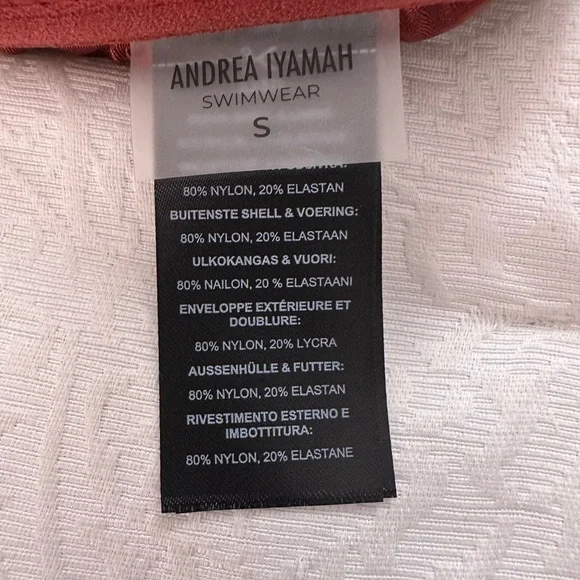 ANDREA IYAMAH
SWIMWEAR
S
80% NYLON, 20% ELASTAN
BUITENSTE SHELL & VOERING:
80% NYLON, 20% ELASTAAN
ULKOKANGAS & VUORI:
80% NAILON, 20 % ELASTAANI
ENVELOPPE EXTÉRIEURE ET
DOUBLURE:
80% NYLON, 20% LYCRA
AUSSENHÜLLE & FUTTER:
80% NYLON, 20% ELASTAN
RIVESTIMENTO ESTERNO E
IMBOTTITURA:
80% NYLON, 20% ELASTANE